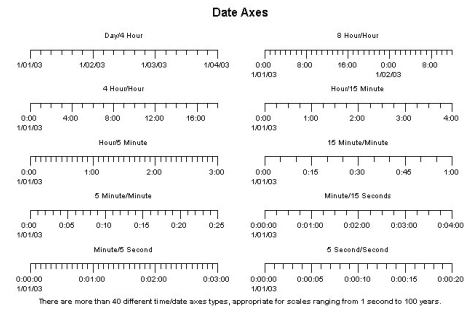 Date Axes
Day/4 Hour
1/01/03 1/02/03 1/03/03 1/04/03
8 Hour/Hour
0:00 8:00 16:00 0:00 8:00
1/01/03 1/02/03
4 Hour/Hour
0:00 4:00 8:00 12:00 16:00
1/01/03
Hour/15 Minute
0:00 1:00 2:00 3:00 4:00
1/01/03
Hour/5 Minute
0:00 1:00 2:00 3:00
1/01/03
15 Minute/Minute
0:00 0:15 0:30 0:45 1:00
1/01/03
5 Minute/Minute
0:00 0:05 0:10 0:15 0:20 0:25
1/01/03
Minute/15 Seconds
0:00:00 0:01:00 0:02:00 0:03:00 0:04:00
1/01/03
Minute/5 Second
0:00:00 0:01:00 0:02:00 0:03:00
1/01/03
5 Second/Second
0:00:00 0:00:05 0:00:10 0:00:15 0:00:20
1/01/03
There are more than 40 different time/date axes types, appropriate for scales ranging from 1 second to 100 years.